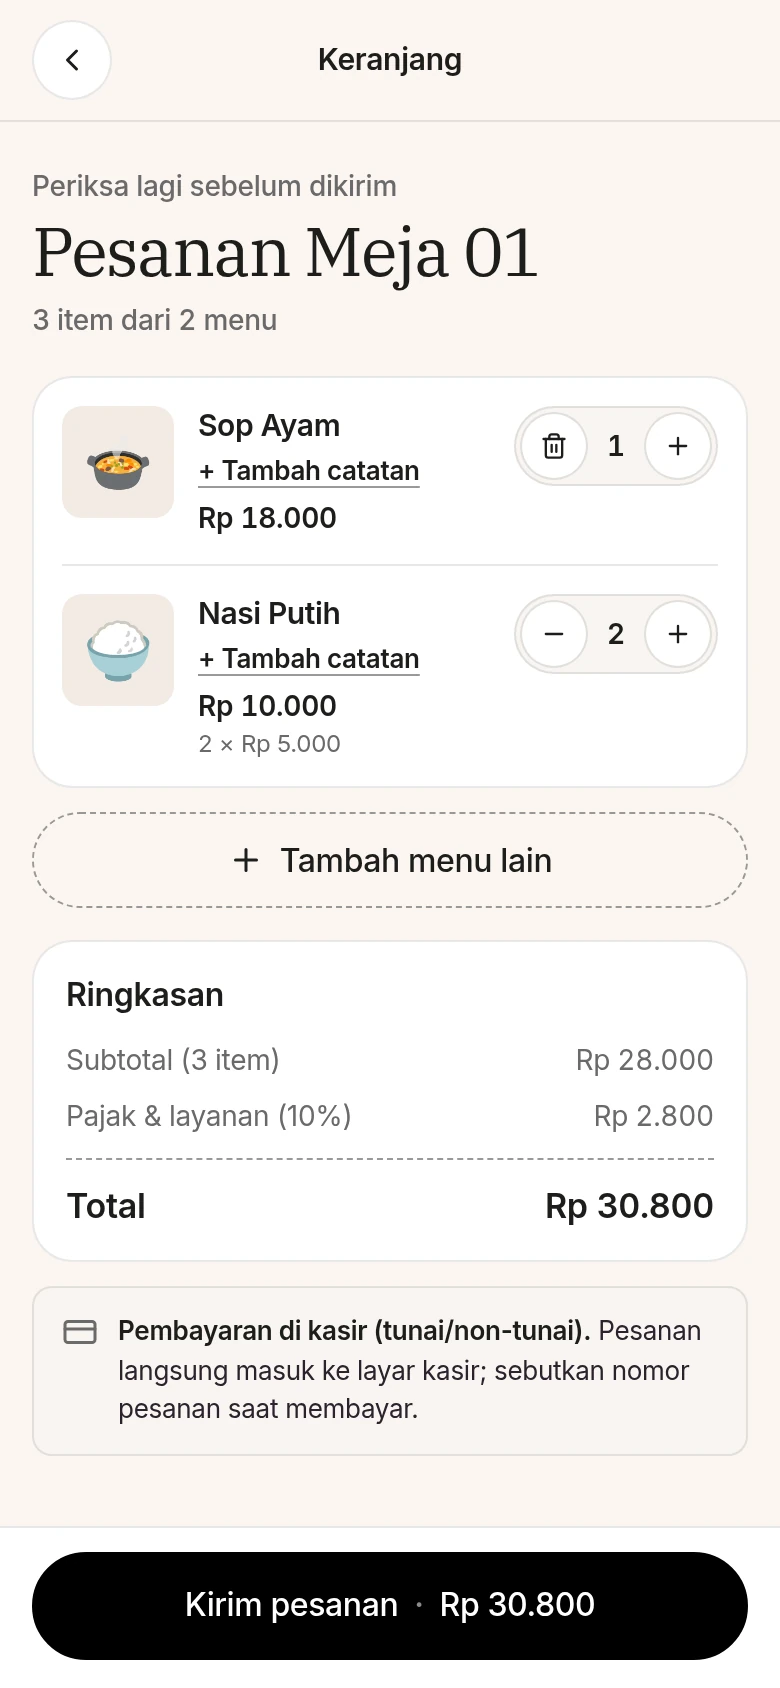 Keranjang
Periksa lagi sebelum dikirim
Pesanan Meja 01
3 item dari 2 menu
Sop Ayam
+ Tambah catatan
Rp 18.000
1
Nasi Putih
+ Tambah catatan
Rp 10.000
2 × Rp 5.000
2
Tambah menu lain
Ringkasan
Subtotal (3 item) Rp 28.000
Pajak & layanan (10%) Rp 2.800
Total Rp 30.800
Pembayaran di kasir (tunai/non-tunai). Pesanan
langsung masuk ke layar kasir; sebutkan nomor
pesanan saat membayar.
Kirim pesanan · Rp 30.800